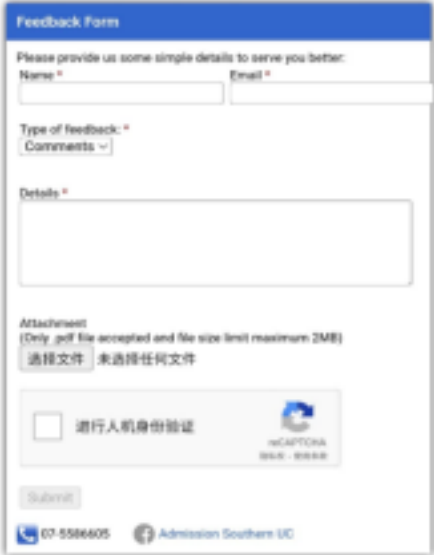 Feedback Form
Please provide us some simple details to serve you better:
Name * Email *
Type of feedback: *
Comments
Details *
Attachment
(Only .pdf file accepted and file size limit maximum 2MB)
选择文件 未选择任何文件
进行人机身份验证
reCAPTCHA
Submit
07-5586605 Admission Southern UC